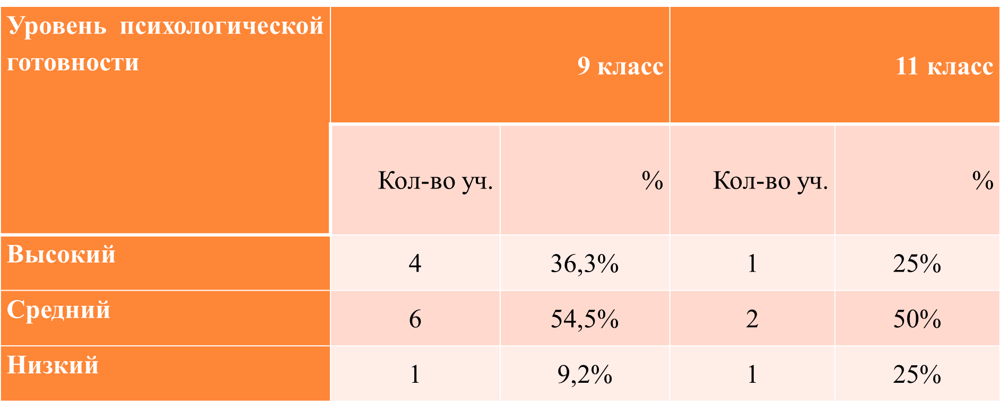 Уровень психологической
готовности
9 класс
11 класс
Кол-во уч.
%
Кол-во уч.
%
Высокий
4
36,3%
1
25%
Средний
6
54,5%
2
50%
Низкий
1
9,2%
1
25%